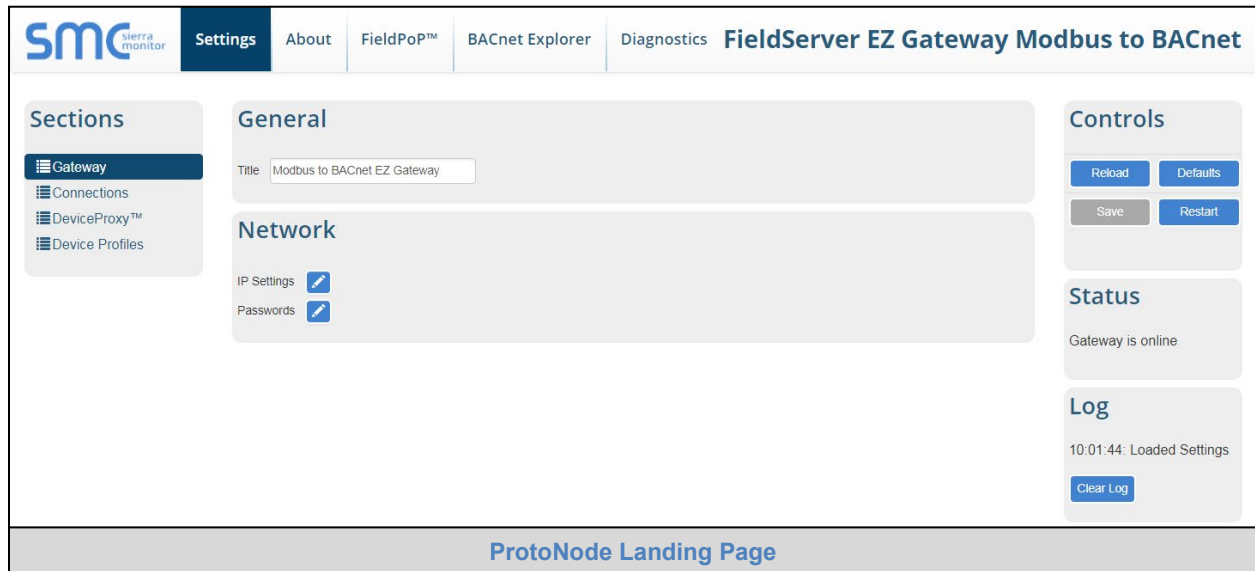 SMC sierra monitor
Settings
About
FieldPoP™
BACnet Explorer
Diagnostics
FieldServer EZ Gateway Modbus to BACnet
Sections
Gateway
Connections
DeviceProxy™
Device Profiles
General
Title Modbus to BACnet EZ Gateway
Network
IP Settings
Passwords
Controls
Reload Defaults
Save Restart
Status
Gateway is online
Log
10:01:44: Loaded Settings
Clear Log
ProtoNode Landing Page